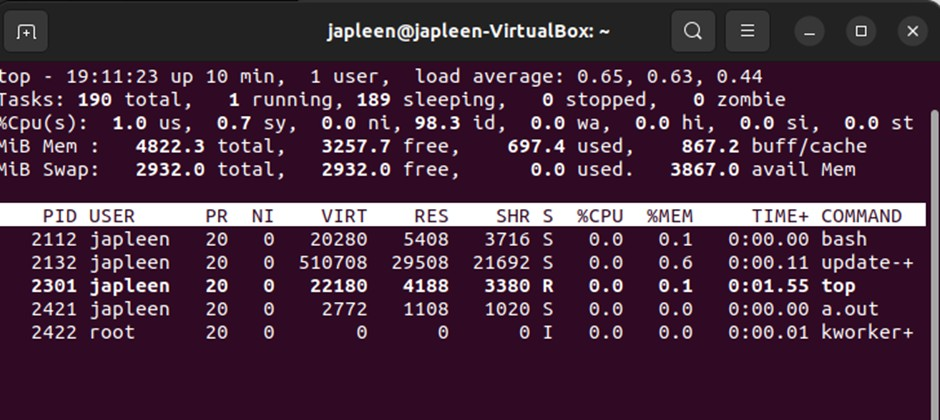 japleen@japleen-VirtualBox: ~
top - 19:11:23 up 10 min,  1 user,  load average: 0.65, 0.63, 0.44
Tasks: 190 total,   1 running, 189 sleeping,   0 stopped,   0 zombie
%Cpu(s):  1.0 us,  0.7 sy,  0.0 ni, 98.3 id,  0.0 wa,  0.0 hi,  0.0 si,  0.0 st
MiB Mem :   4822.3 total,   3257.7 free,    697.4 used,    867.2 buff/cache
MiB Swap:   2932.0 total,   2932.0 free,      0.0 used.   3867.0 avail Mem
PID USER      PR  NI    VIRT    RES    SHR S  %CPU  %MEM     TIME+ COMMAND
2112 japleen   20   0   20280   5408   3716 S   0.0   0.1   0:00.00 bash
2132 japleen   20   0  510708  29508  21692 S   0.0   0.6   0:00.11 update-+
2301 japleen   20   0   22180   4188   3380 R   0.0   0.1   0:01.55 top
2421 japleen   20   0    2772   1108   1020 S   0.0   0.0   0:00.00 a.out
2422 root      20   0       0      0      0 I   0.0   0.0   0:00.01 kworker+